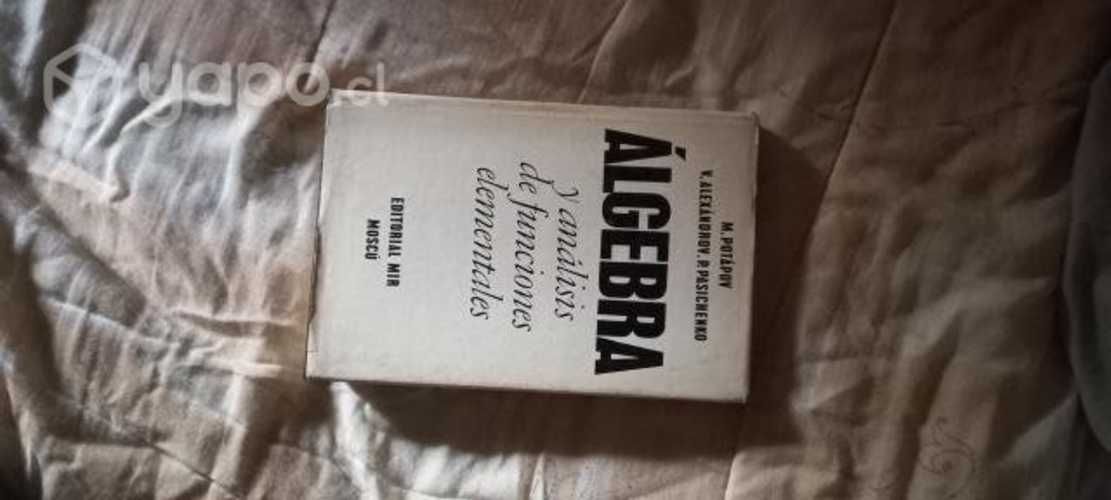 yapo.cl
M. POTÁPOV
V. ALEXÁNDROV, P. PASICHENKO
ÁLGEBRA
y análisis
de funciones
elementales
EDITORIAL MIR
MOSCÚ